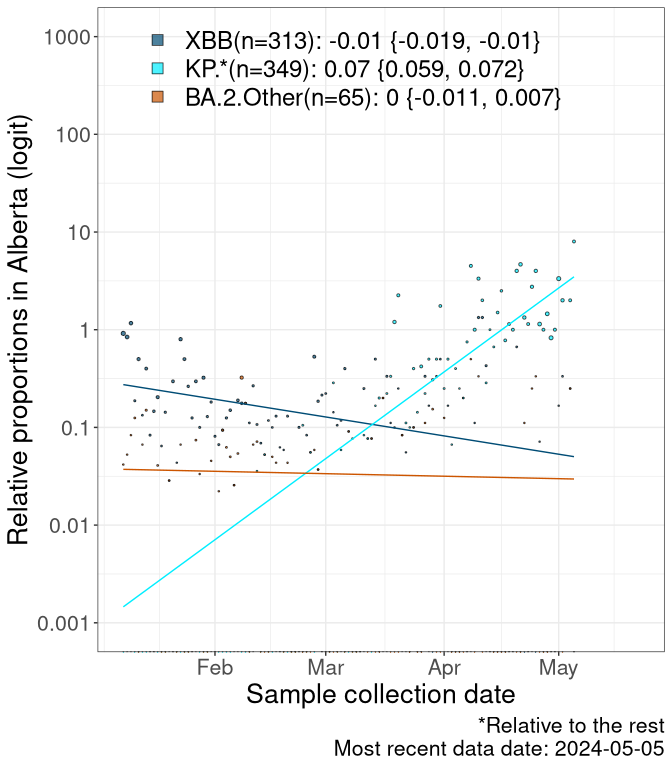 XBB(n=313): -0.01 {-0.019, -0.01}
KP.*(n=349): 0.07 {0.059, 0.072}
BA.2.Other(n=65): 0 {-0.011, 0.007}
Relative proportions in Alberta (logit)
1000
100
10
1
0.1
0.01
0.001
Feb Mar Apr May
Sample collection date
*Relative to the rest
Most recent data date: 2024-05-05